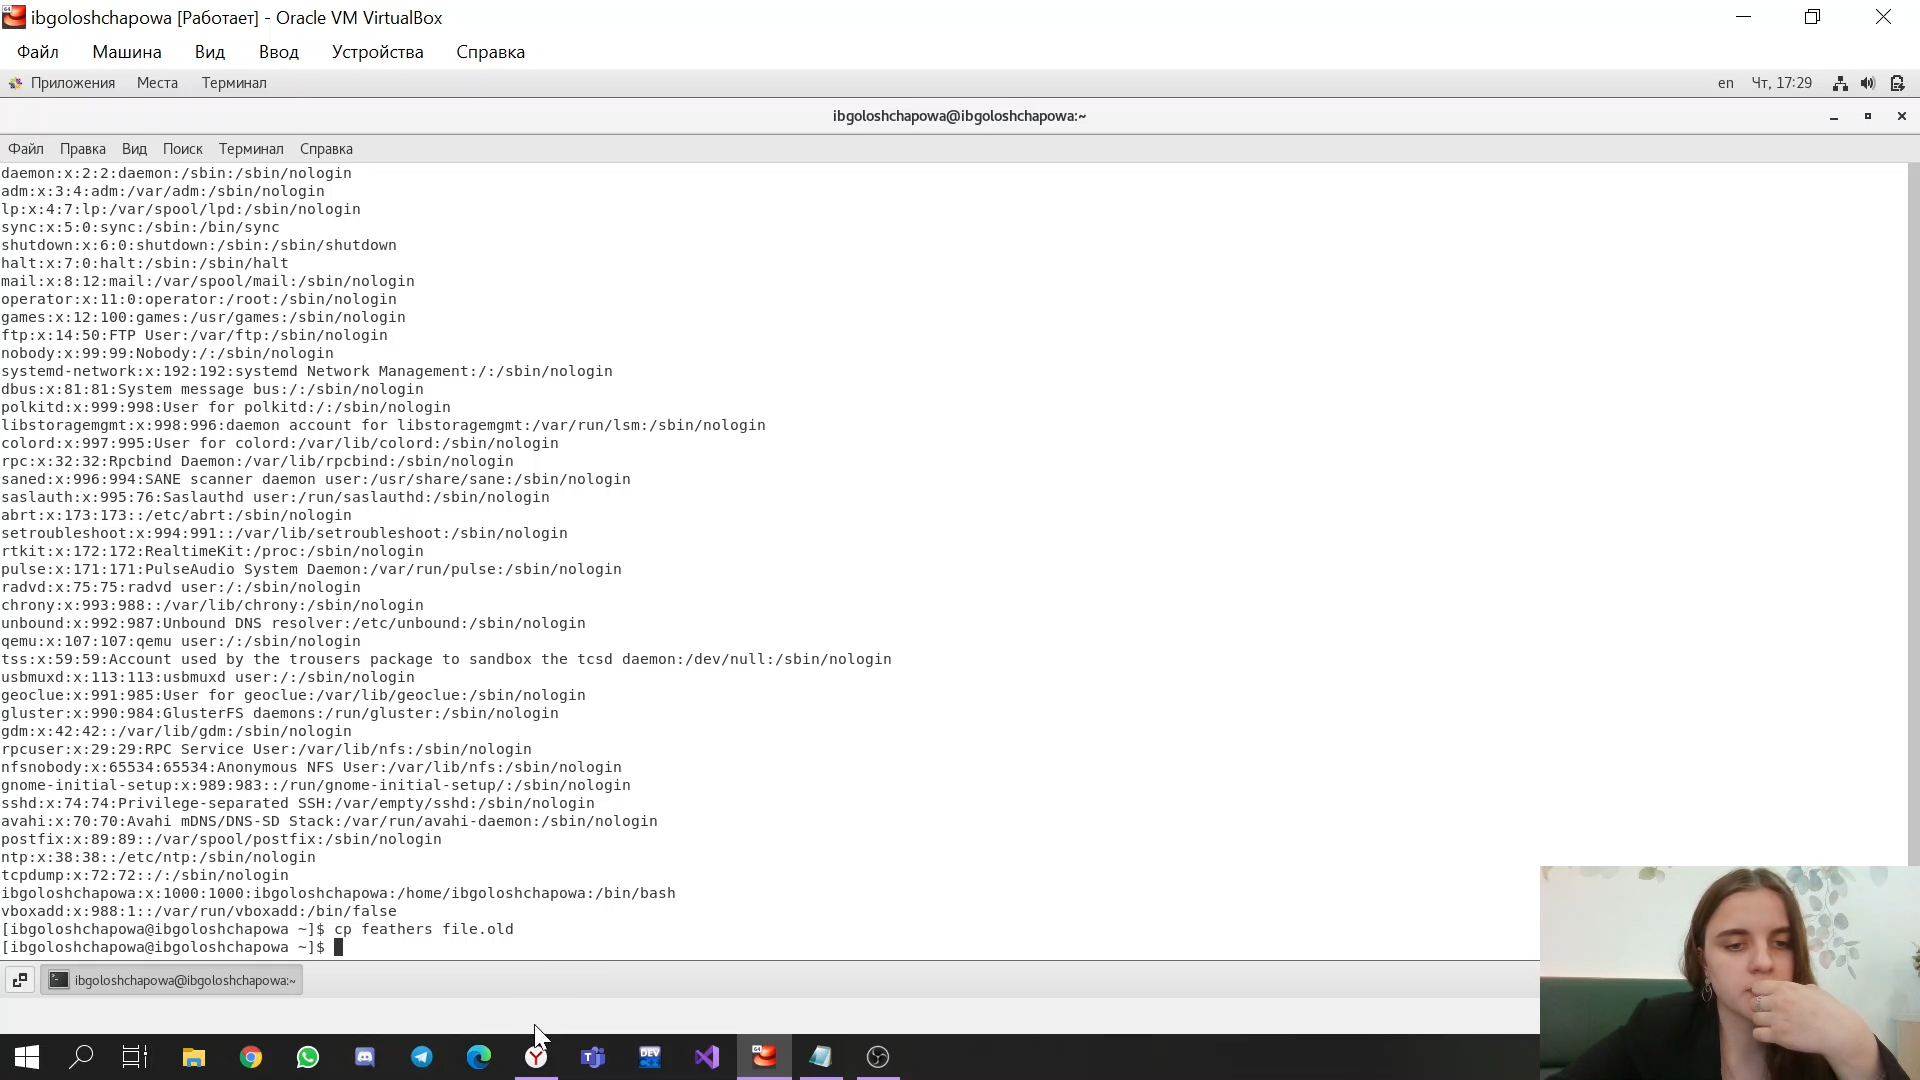 ibgoloshchapowa [Работает] - Oracle VM VirtualBox
Файл Машина Вид Ввод Устройства Справка
Приложения Места Терминал en Чт, 17:29
ibgoloshchapowa@ibgoloshchapowa:~
Файл Правка Вид Поиск Терминал Справка
daemon:x:2:2:daemon:/sbin:/sbin/nologin
adm:x:3:4:adm:/var/adm:/sbin/nologin
lp:x:4:7:lp:/var/spool/lpd:/sbin/nologin
sync:x:5:0:sync:/sbin:/bin/sync
shutdown:x:6:0:shutdown:/sbin:/sbin/shutdown
halt:x:7:0:halt:/sbin:/sbin/halt
mail:x:8:12:mail:/var/spool/mail:/sbin/nologin
operator:x:11:0:operator:/root:/sbin/nologin
games:x:12:100:games:/usr/games:/sbin/nologin
ftp:x:14:50:FTP User:/var/ftp:/sbin/nologin
nobody:x:99:99:Nobody:/:/sbin/nologin
systemd-network:x:192:192:systemd Network Management:/:/sbin/nologin
dbus:x:81:81:System message bus:/:/sbin/nologin
polkitd:x:999:998:User for polkitd:/:/sbin/nologin
libstoragemgmt:x:998:996:daemon account for libstoragemgmt:/var/run/lsm:/sbin/nologin
colord:x:997:995:User for colord:/var/lib/colord:/sbin/nologin
rpc:x:32:32:Rpcbind Daemon:/var/lib/rpcbind:/sbin/nologin
saned:x:996:994:SANE scanner daemon user:/usr/share/sane:/sbin/nologin
saslauth:x:995:76:Saslauthd user:/run/saslauthd:/sbin/nologin
abrt:x:173:173::/etc/abrt:/sbin/nologin
setroubleshoot:x:994:991::/var/lib/setroubleshoot:/sbin/nologin
rtkit:x:172:172:RealtimeKit:/proc:/sbin/nologin
pulse:x:171:171:PulseAudio System Daemon:/var/run/pulse:/sbin/nologin
radvd:x:75:75:radvd user:/:/sbin/nologin
chrony:x:993:988::/var/lib/chrony:/sbin/nologin
unbound:x:992:987:Unbound DNS resolver:/etc/unbound:/sbin/nologin
qemu:x:107:107:qemu user:/:/sbin/nologin
tss:x:59:59:Account used by the trousers package to sandbox the tcsd daemon:/dev/null:/sbin/nologin
usbmuxd:x:113:113:usbmuxd user:/:/sbin/nologin
geoclue:x:991:985:User for geoclue:/var/lib/geoclue:/sbin/nologin
gluster:x:990:984:GlusterFS daemons:/run/gluster:/sbin/nologin
gdm:x:42:42::/var/lib/gdm:/sbin/nologin
rpcuser:x:29:29:RPC Service User:/var/lib/nfs:/sbin/nologin
nfsnobody:x:65534:65534:Anonymous NFS User:/var/lib/nfs:/sbin/nologin
gnome-initial-setup:x:989:983::/run/gnome-initial-setup/:/sbin/nologin
sshd:x:74:74:Privilege-separated SSH:/var/empty/sshd:/sbin/nologin
avahi:x:70:70:Avahi mDNS/DNS-SD Stack:/var/run/avahi-daemon:/sbin/nologin
postfix:x:89:89::/var/spool/postfix:/sbin/nologin
ntp:x:38:38::/etc/ntp:/sbin/nologin
tcpdump:x:72:72::/:/sbin/nologin
ibgoloshchapowa:x:1000:1000:ibgoloshchapowa:/home/ibgoloshchapowa:/bin/bash
vboxadd:x:988:1::/var/run/vboxadd:/bin/false
[ibgoloshchapowa@ibgoloshchapowa ~]$ cp feathers file.old
[ibgoloshchapowa@ibgoloshchapowa ~]$
ibgoloshchapowa@ibgoloshchapowa:~